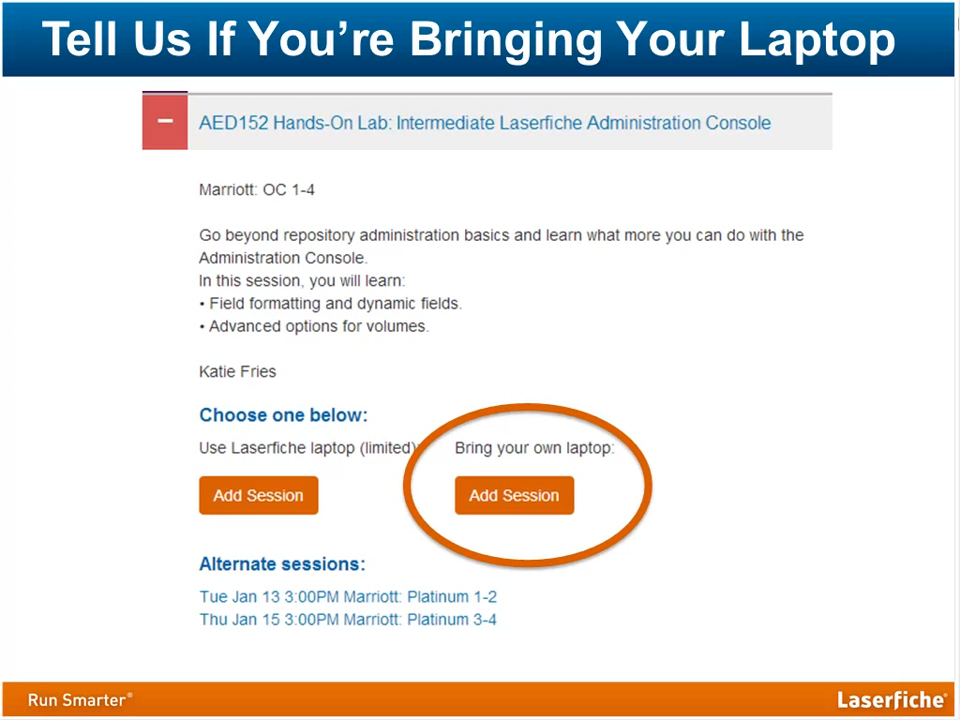 Tell Us If You’re Bringing Your Laptop
AED152 Hands-On Lab: Intermediate Laserfiche Administration Console
Marriott: OC 1-4
Go beyond repository administration basics and learn what more you can do with the
Administration Console.
In this session, you will learn:
• Field formatting and dynamic fields.
• Advanced options for volumes.
Katie Fries
Choose one below:
Use Laserfiche laptop (limited): Bring your own laptop:
Add Session Add Session
Alternate sessions:
Tue Jan 13 3:00PM Marriott: Platinum 1-2
Thu Jan 15 3:00PM Marriott: Platinum 3-4
Run Smarter® Laserfiche®